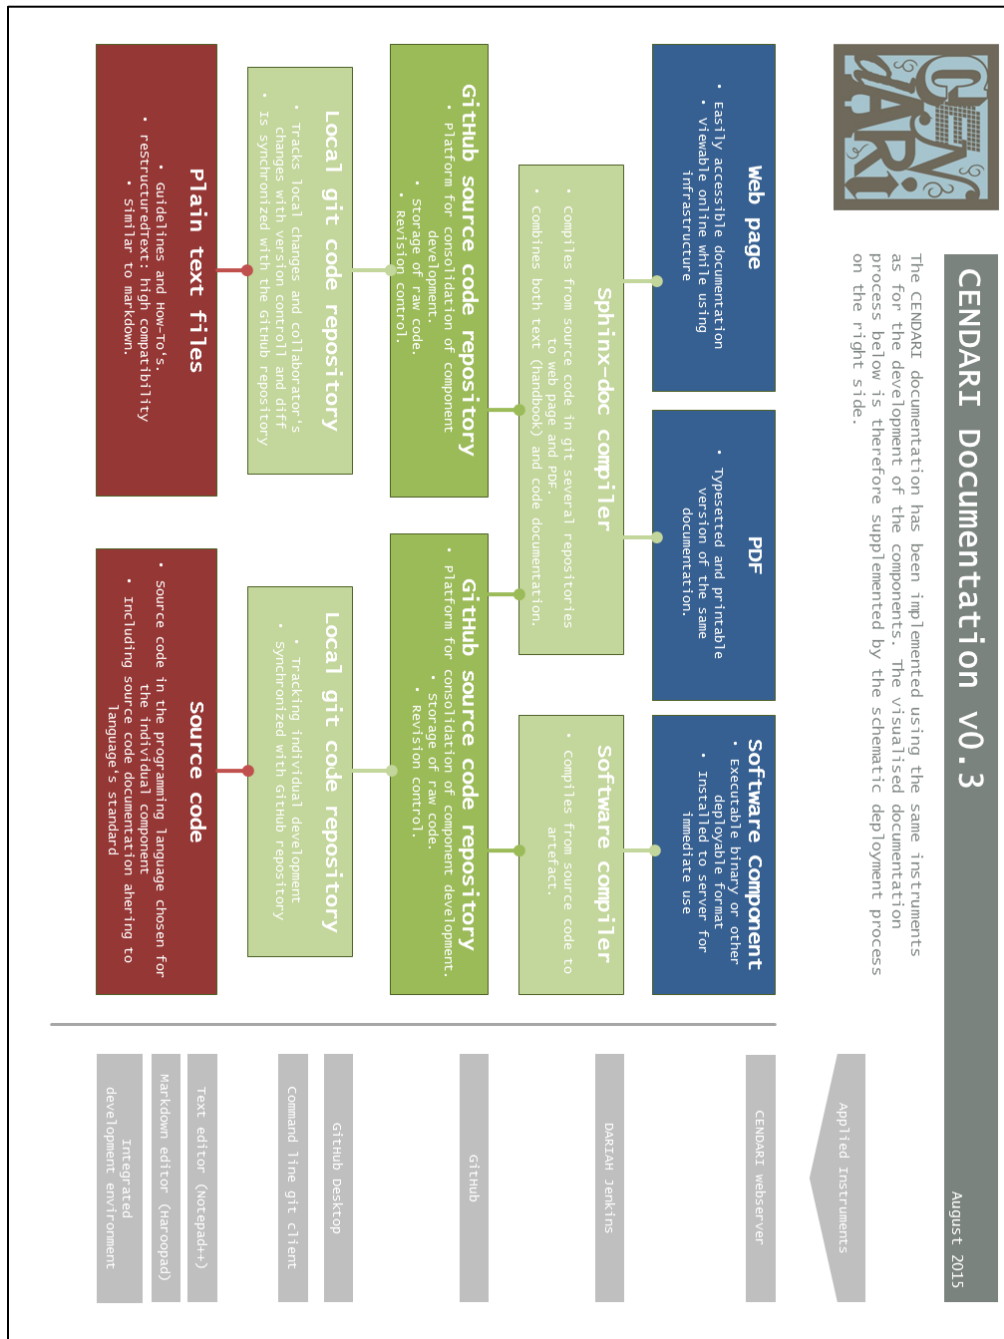 CENDARI
CENDARI Documentation v0.3
August 2015
The CENDARI documentation has been implemented using the same instruments
as for the development of the components. The visualised documentation
process below is therefore supplemented by the schematic deployment process
on the right side.
Applied Instruments
Web page
• Easily accessible documentation
• viewable online while using
infrastructure
PDF
• Typesetted and printable
version of the same
documentation.
Software Component
• Executable binary or other
deployable format
• Installed to server for
immediate use
CENDARI webserver
Sphinx-doc compiler
• Compiles from source code in git several repositories
to web page and PDF.
• Combines both text (handbook) and code documentation.
Software compiler
• Compiles from source code to
artefact.
DARIAH Jenkins
GitHub source code repository
• Platform for consolidation of component
development.
• Storage of raw code.
• Revision control.
GitHub source code repository
• Platform for consolidation of component development.
• Storage of raw code.
• Revision control.
GitHub
Local git code repository
• Tracks local changes and collaborator's
changes with version controll and diff
• Is synchronized with the GitHub repository
Local git code repository
• Tracking individual development
• Synchronized with GitHub repository
GitHub Desktop
Command line git client
Plain text files
• Guidelines and How-To's.
• reStructuredText: high compatibility
• Similar to markdown.
Source code
• Source code in the programming language chosen for
the individual component
• Including source code documentation ahering to
language's standard
Text editor (Notepad++)
Markdown editor (Haroopad)
Integrated
development environment